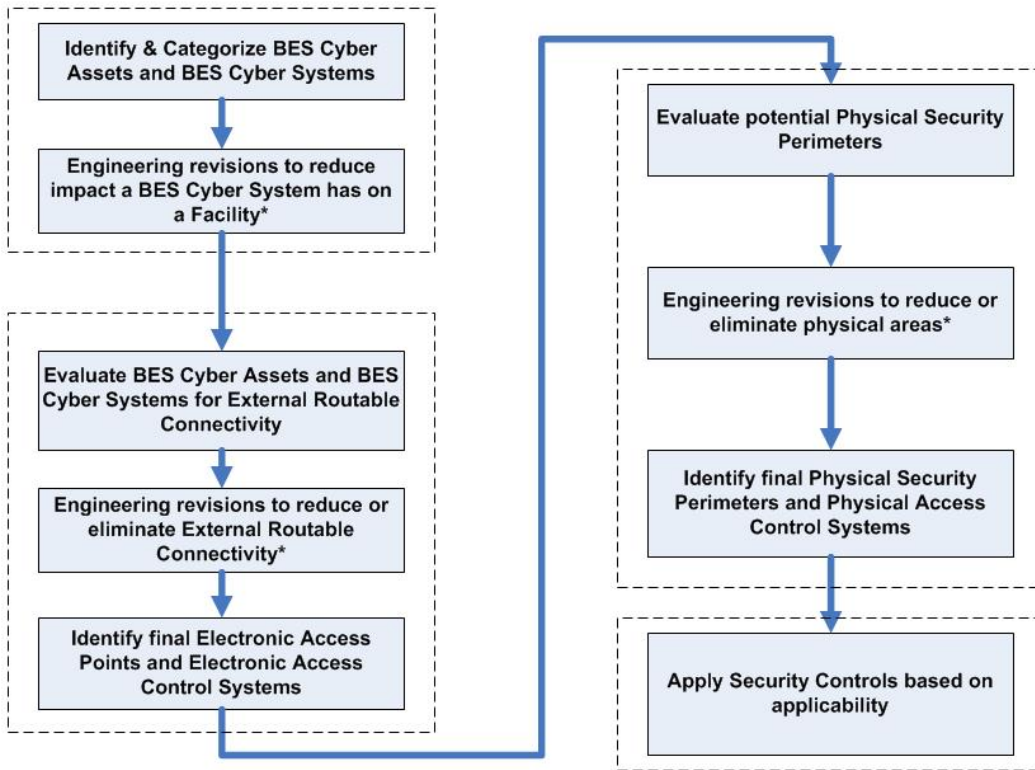 Identify & Categorize BES Cyber
Assets and BES Cyber Systems
Engineering revisions to reduce
impact a BES Cyber System has on
a Facility*
Evaluate BES Cyber Assets and BES
Cyber Systems for External Routable
Connectivity
Engineering revisions to reduce or
eliminate External Routable
Connectivity*
Identify final Electronic Access
Points and Electronic Access
Control Systems
Evaluate potential Physical Security
Perimeters
Engineering revisions to reduce or
eliminate physical areas*
Identify final Physical Security
Perimeters and Physical Access
Control Systems
Apply Security Controls based on
applicability